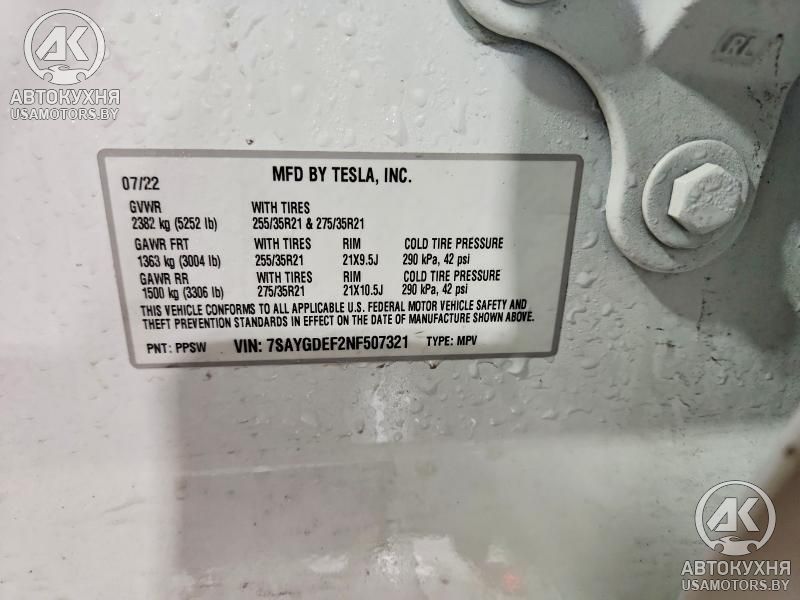 AK
АВТОКУХНЯ
USAMOTORS.BY
07/22 MFD BY TESLA, INC.
GVWR WITH TIRES
2382 kg (5252 lb) 255/35R21 & 275/35R21
GAWR FRT WITH TIRES RIM COLD TIRE PRESSURE
1363 kg (3004 lb) 255/35R21 21X9.5J 290 kPa, 42 psi
GAWR RR WITH TIRES RIM COLD TIRE PRESSURE
1500 kg (3306 lb) 275/35R21 21X10.5J 290 kPa, 42 psi
THIS VEHICLE CONFORMS TO ALL APPLICABLE U.S. FEDERAL MOTOR VEHICLE SAFETY AND
THEFT PREVENTION STANDARDS IN EFFECT ON THE DATE OF MANUFACTURE SHOWN ABOVE.
PNT: PPSW VIN: 7SAYGDEF2NF507321 TYPE: MPV
AK
АВТОКУХНЯ
USAMOTORS.BY